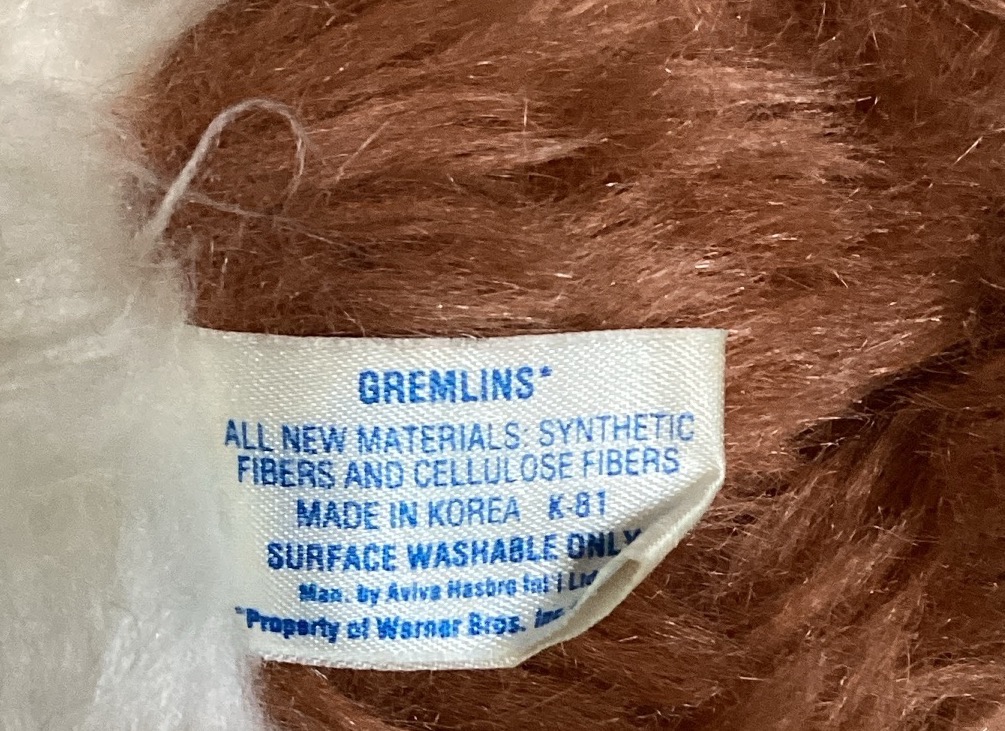 GREMLINS*
ALL NEW MATERIALS: SYNTHETIC
FIBERS AND CELLULOSE FIBERS
MADE IN KOREA K-81
SURFACE WASHABLE ONLY
Man. by Aviva Hasbro Int'l Ltd
*Property of Warner Bros. Inc.